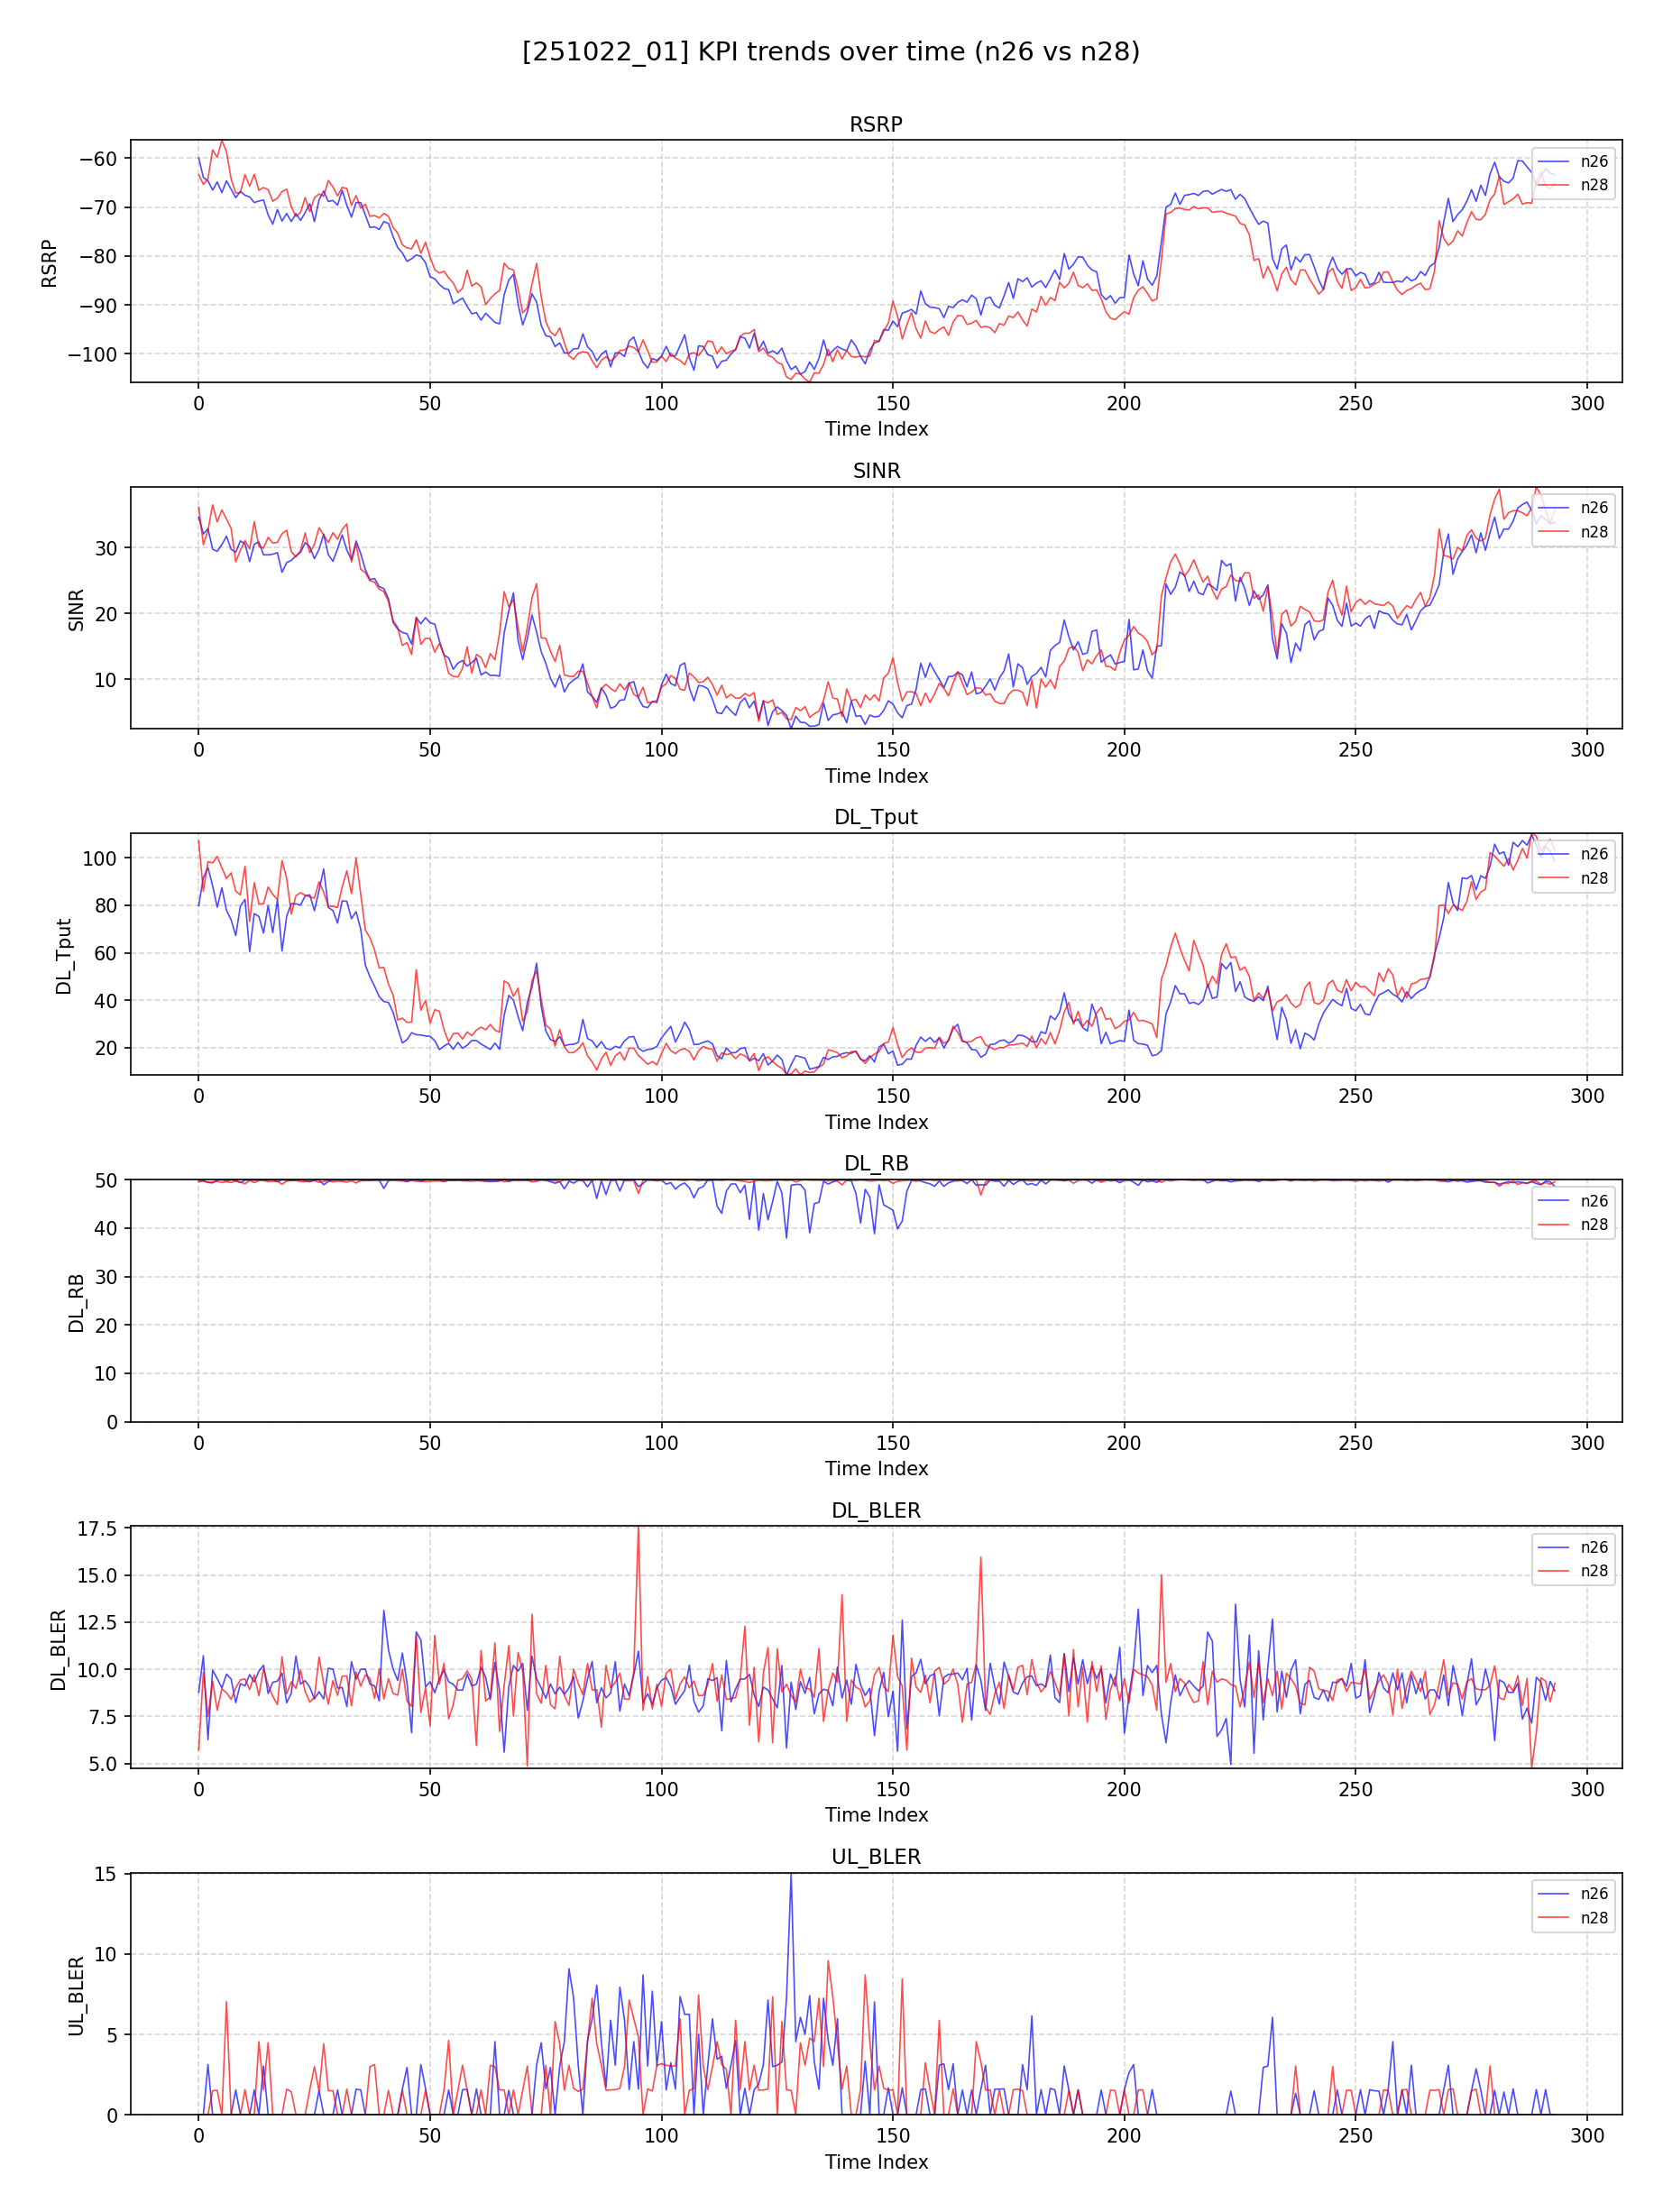 [251022_01] KPI trends over time (n26 vs n28)
RSRP
n26
n28
RSRP
−60
−70
−80
−90
−100
0 50 100 150 200 250 300
Time Index
SINR
n26
n28
SINR
30
20
10
0 50 100 150 200 250 300
Time Index
DL_Tput
n26
n28
DL_Tput
100
80
60
40
20
0 50 100 150 200 250 300
Time Index
DL_RB
n26
n28
DL_RB
50
40
30
20
10
0
0 50 100 150 200 250 300
Time Index
DL_BLER
n26
n28
DL_BLER
17.5
15.0
12.5
10.0
7.5
5.0
0 50 100 150 200 250 300
Time Index
UL_BLER
n26
n28
UL_BLER
15
10
5
0
0 50 100 150 200 250 300
Time Index